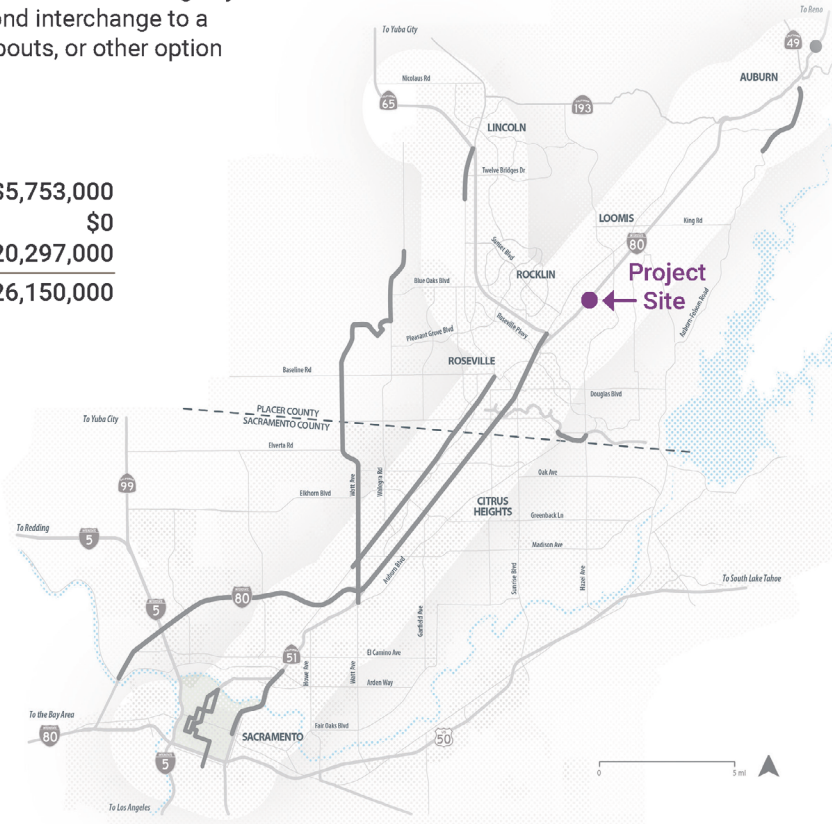 ond interchange to a
bouts, or other option
$5,753,000
$0
20,297,000
26,150,000
To Reno
49
To Yuba City
AUBURN
Nicolaus Rd
65
193
LINCOLN
Twelve Bridges Dr
LOOMIS
King Rd
80
Sunset Blvd
ROCKLIN
Project
Site
Blue Oaks Blvd
Auburn-Folsom Road
Roseville Pkwy
Pleasant Grove Blvd
ROSEVILLE
Baseline Rd
Douglas Blvd
PLACER COUNTY
SACRAMENTO COUNTY
To Yuba City
Elverta Rd
Oak Ave
99
Watt Ave
Walerga Rd
Elkhorn Blvd
CITRUS
HEIGHTS
Greenback Ln
To Redding
5
Madison Ave
Auburn Blvd
Sunrise Blvd
Hazel Ave
To South Lake Tahoe
80
5
Garfield Ave
51
El Camino Ave
Howe Ave
Watt Ave
Arden Way
To the Bay Area
Fair Oaks Blvd
80
SACRAMENTO
50
5
0
5 mi
To Los Angeles